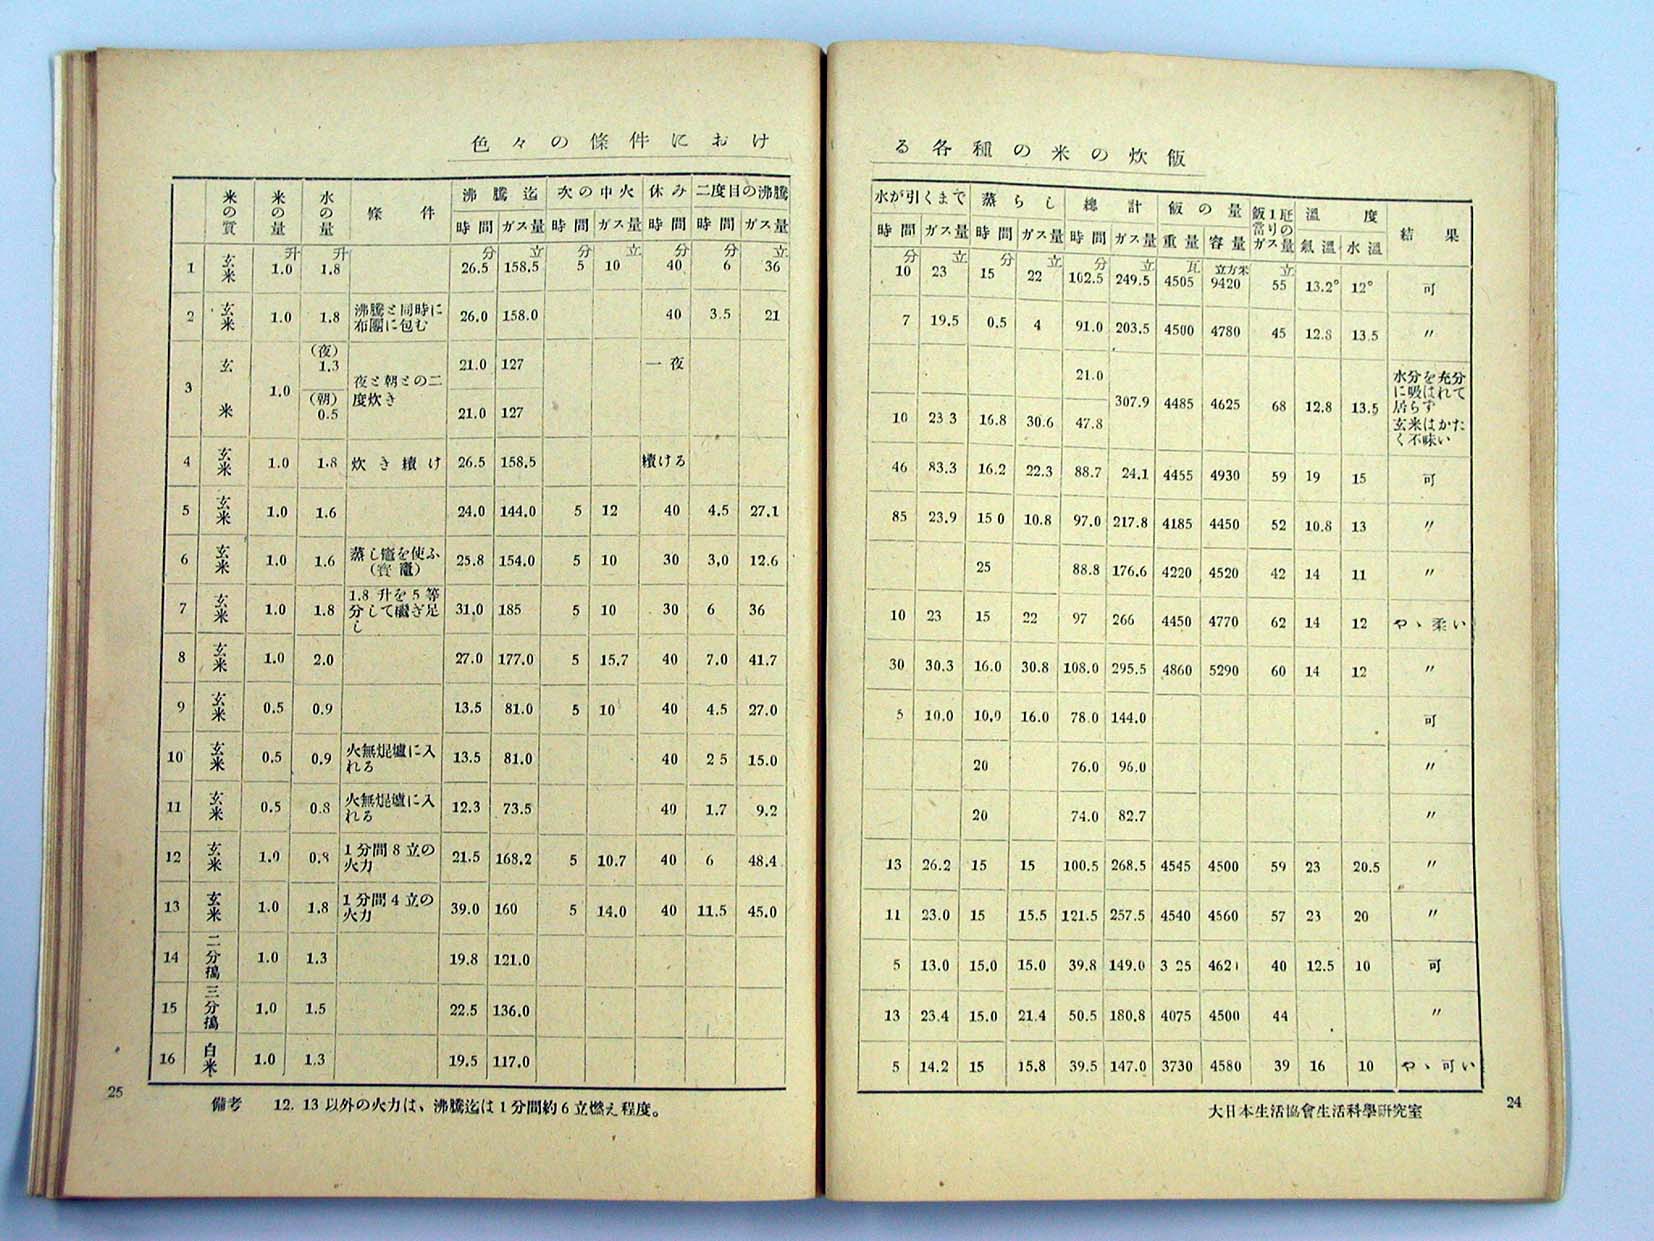 色々の條件におけ る各種の米の炊飯
米の質 米の量 水の量 條件 沸騰迄 次の中火 休み 二度目の沸騰 水が引くまで 蒸らし 總計 飯の量 飯1瓩當りのガス量 溫度 結果
時間 ガス量 時間 ガス量 時間 時間 ガス量 時間 ガス量 時間 ガス量 時間 ガス量 重量 容量 氣溫 水溫
升 升 分 立 分 立 分 分 立 分 立 分 立 分 立 瓦 立方米 立
1 玄米 1.0 1.8 26.5 158.5 5 10 40 6 36 10 23 15 22 102.5 249.5 4505 9420 55 13.2° 12° 可
2 玄米 1.0 1.8 沸騰と同時に布團に包む 26.0 158.0 40 3.5 21 7 19.5 0.5 4 91.0 203.5 4500 4780 45 12.8 13.5 〃
3 玄米 1.0 (夜) 1.3 夜と朝との二度炊き 21.0 127 一夜 21.0
(朝) 0.5 21.0 127 10 23.3 16.8 30.6 47.8 307.9 4485 4625 68 12.8 13.5 水分を充分に吸はれて居らず玄米はかたく不味い
4 玄米 1.0 1.8 炊き續け 26.5 158.5 續ける 46 83.3 16.2 22.3 88.7 24.1 4455 4930 59 19 15 可
5 玄米 1.0 1.6 24.0 144.0 5 12 40 4.5 27.1 85 23.9 15.0 10.8 97.0 217.8 4185 4450 52 10.8 13 〃
6 玄米 1.0 1.6 蒸し竈を使ふ(寳竈) 25.8 154.0 5 10 30 3.0 12.6 25 88.8 176.6 4220 4520 42 14 11 〃
7 玄米 1.0 1.8 1.8升を5等分して繼ぎ足し 31.0 185 5 10 30 6 36 10 23 15 22 97 266 4450 4770 62 14 12 やゝ柔い
8 玄米 1.0 2.0 27.0 177.0 5 15.7 40 7.0 41.7 30 30.3 16.0 30.8 108.0 295.5 4860 5290 60 14 12 〃
9 玄米 0.5 0.9 13.5 81.0 5 10 40 4.5 27.0 5 10.0 10.0 16.0 78.0 144.0 可
10 玄米 0.5 0.9 火無焜爐に入れる 13.5 81.0 40 2.5 15.0 20 76.0 96.0 〃
11 玄米 0.5 0.8 火無焜爐に入れる 12.3 73.5 40 1.7 9.2 20 74.0 82.7 〃
12 玄米 1.0 0.8 1分間8立の火力 21.5 168.2 5 10.7 40 6 48.4 13 26.2 15 15 100.5 268.5 4545 4500 59 23 20.5 〃
13 玄米 1.0 1.8 1分間4立の火力 39.0 160 5 14.0 40 11.5 45.0 11 23.0 15 15.5 121.5 257.5 4540 4560 57 23 20 〃
14 二分搗 1.0 1.3 19.8 121.0 5 13.0 15.0 15.0 39.8 149.0 3 25 462 40 12.5 10 可
15 三分搗 1.0 1.5 22.5 136.0 13 23.4 15.0 21.4 50.5 180.8 4075 4500 44 〃
16 白米 1.0 1.3 19.5 117.0 5 14.2 15 15.8 39.5 147.0 3730 4580 39 16 10 やゝ可い
備考 12. 13以外の火力は、沸騰迄は1分間約6立燃え程度。
大日本生活協會生活科學研究室
25
24